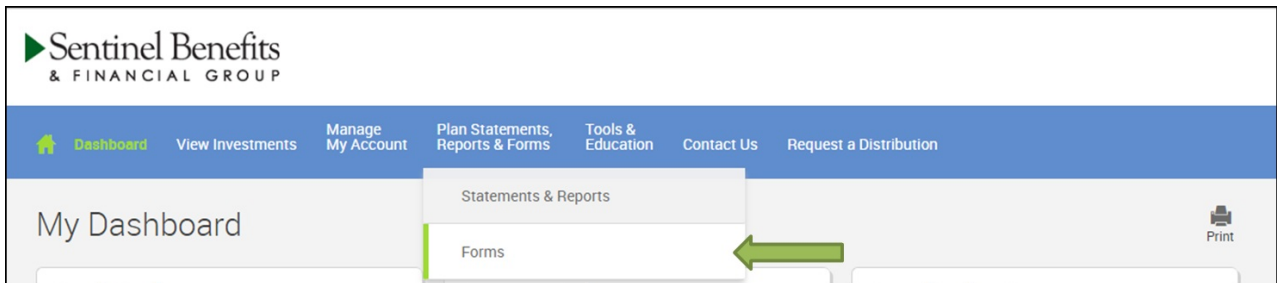 Sentinel Benefits
& FINANCIAL GROUP
Dashboard
View Investments
Manage
My Account
Plan Statements,
Reports & Forms
Tools &
Education
Contact Us
Request a Distribution
Statements & Reports
My Dashboard
Print
Forms